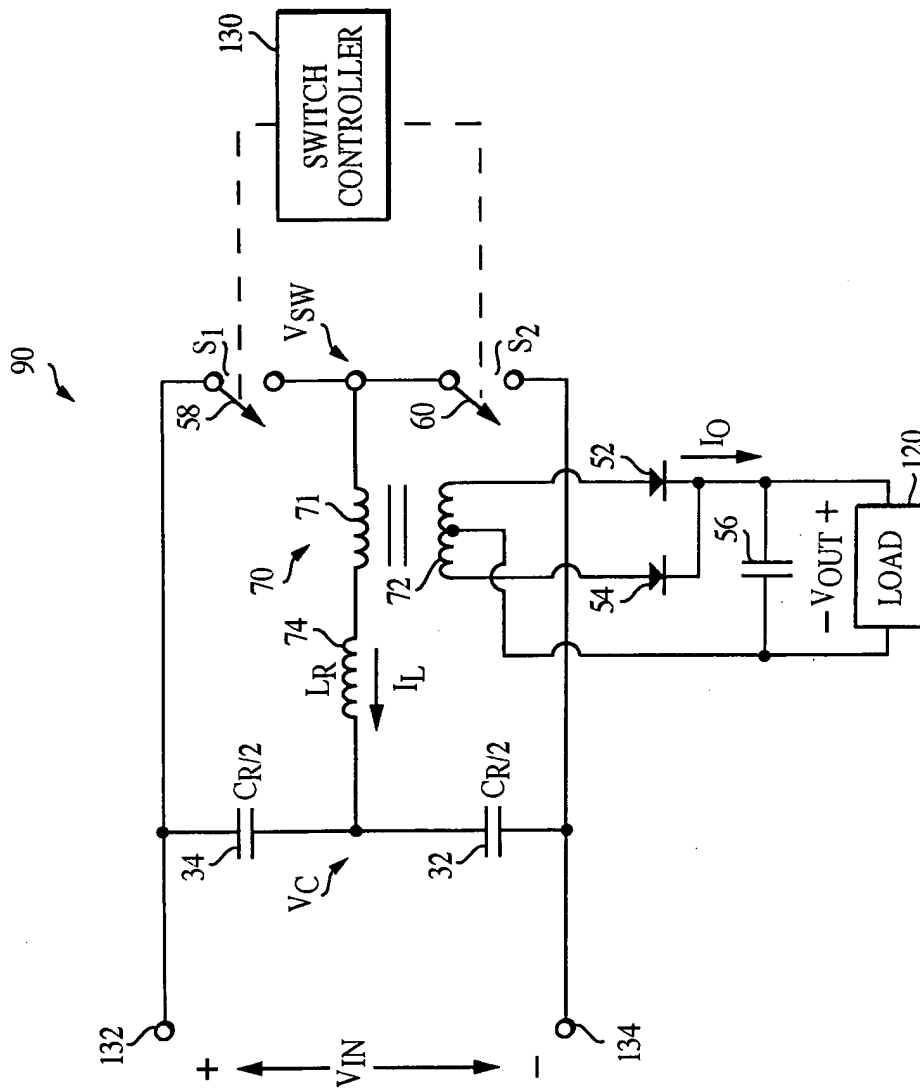 90
130
SWITCH
CONTROLLER
S1
VSW
S2
58
60
71
70
72
74
LR
IL
CR/2
34
CR/2
32
VC
52
54
IO
56
- VOUT +
120
LOAD
132
+
VIN
-
134